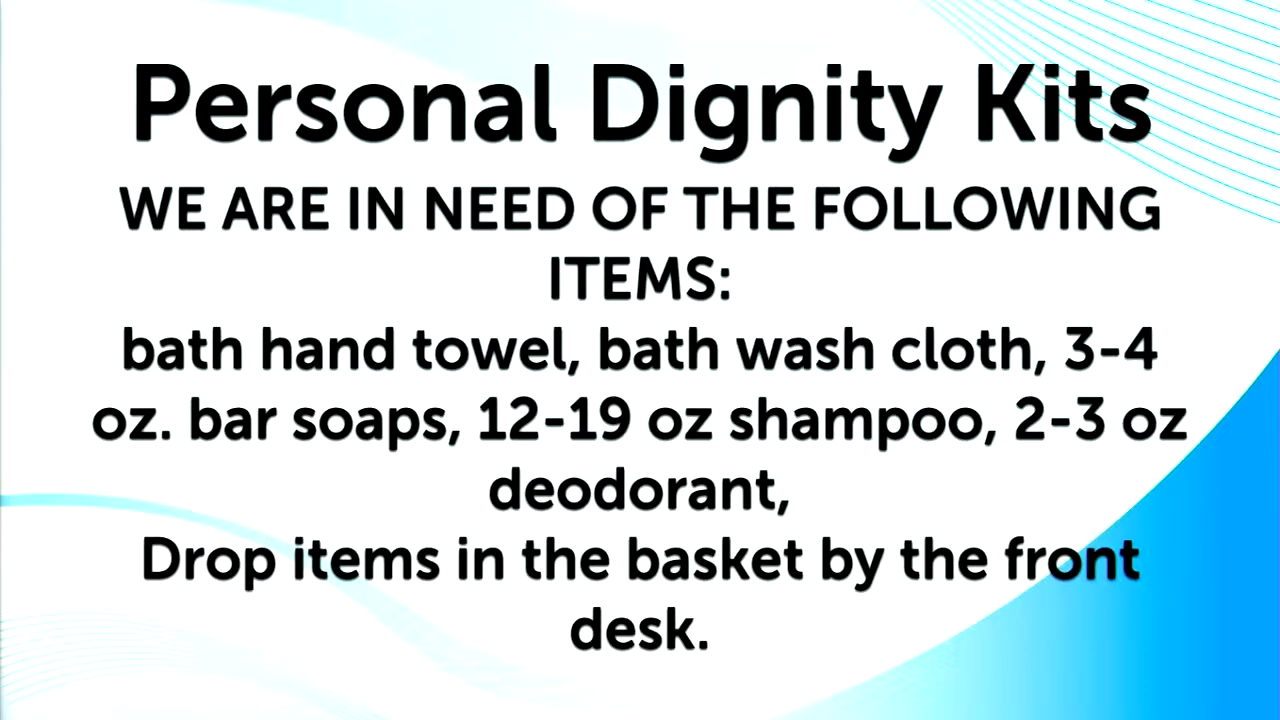 Personal Dignity Kits
WE ARE IN NEED OF THE FOLLOWING
ITEMS:
bath hand towel, bath wash cloth, 3-4
oz. bar soaps, 12-19 oz shampoo, 2-3 oz
deodorant,
Drop items in the basket by the front
desk.